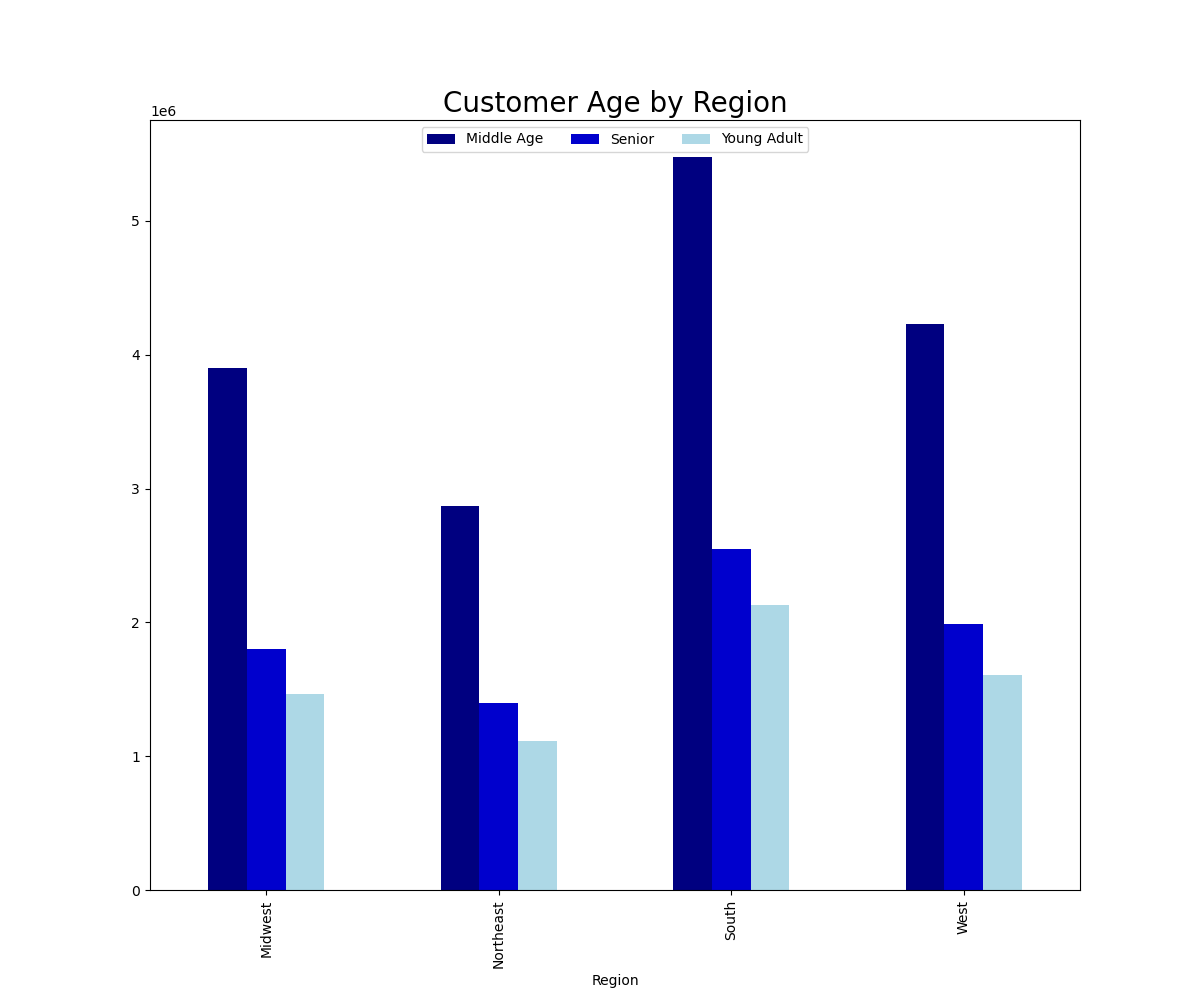 Customer Age by Region
1e6
Middle Age Senior Young Adult
5
4
3
2
1
0
Midwest Northeast South West
Region